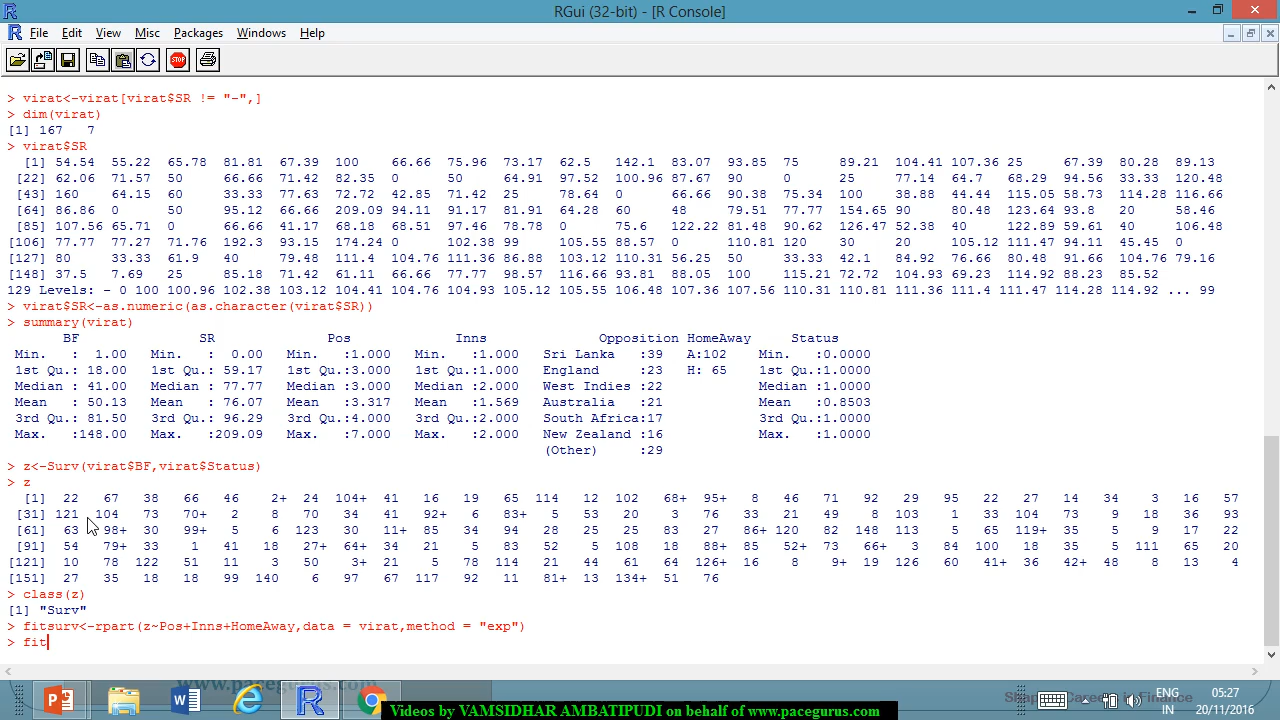 RGui (32-bit) - [R Console]
File Edit View Misc Packages Windows Help
STOP
> virat<-virat[virat$SR != "-",]
> dim(virat)
[1] 167   7
> virat$SR
[1] 54.54 55.22 65.78 81.81 67.39 100 66.66 75.96 73.17 62.5 142.1 83.07 93.85 75 89.21 104.41 107.36 25 67.39 80.28 89.13
[22] 62.06 71.57 50 66.66 71.42 82.35 0 50 64.91 97.52 100.96 87.67 90 0 25 77.14 64.7 68.29 94.56 33.33 120.48
[43] 160 64.15 60 33.33 77.63 72.72 42.85 71.42 25 78.64 0 66.66 90.38 75.34 100 38.88 44.44 115.05 58.73 114.28 116.66
[64] 86.86 0 50 95.12 66.66 209.09 94.11 91.17 81.91 64.28 60 48 79.51 77.77 154.65 90 80.48 123.64 93.8 20 58.46
[85] 107.56 65.71 0 66.66 41.17 68.18 68.51 97.46 78.78 0 75.6 122.22 81.48 90.62 126.47 52.38 40 122.89 59.61 40 106.48
[106] 77.77 77.27 71.76 192.3 93.15 174.24 0 102.38 99 105.55 88.57 0 110.81 120 30 20 105.12 111.47 94.11 45.45 0
[127] 80 33.33 61.9 40 79.48 111.4 104.76 111.36 86.88 103.12 110.31 56.25 50 33.33 42.1 84.92 76.66 80.48 91.66 104.76 79.16
[148] 37.5 7.69 25 85.18 71.42 61.11 66.66 77.77 98.57 116.66 93.81 88.05 100 115.21 72.72 104.93 69.23 114.92 88.23 85.52
129 Levels: - 0 100 100.96 102.38 103.12 104.41 104.76 104.93 105.12 105.55 106.48 107.36 107.56 110.31 110.81 111.36 111.4 111.47 114.28 114.92 ... 99
> virat$SR<-as.numeric(as.character(virat$SR))
> summary(virat)
BF SR Pos Inns Opposition HomeAway Status
Min. : 1.00 Min. : 0.00 Min. :1.000 Min. :1.000 Sri Lanka :39 A:102 Min. :0.0000
1st Qu.: 18.00 1st Qu.: 59.17 1st Qu.:3.000 1st Qu.:1.000 England :23 H: 65 1st Qu.:1.0000
Median : 41.00 Median : 77.77 Median :3.000 Median :2.000 West Indies :22 Median :1.0000
Mean : 50.13 Mean : 76.07 Mean :3.317 Mean :1.569 Australia :21 Mean :0.8503
3rd Qu.: 81.50 3rd Qu.: 96.29 3rd Qu.:4.000 3rd Qu.:2.000 South Africa:17 3rd Qu.:1.0000
Max. :148.00 Max. :209.09 Max. :7.000 Max. :2.000 New Zealand :16 Max. :1.0000
(Other) :29
> z<-Surv(virat$BF,virat$Status)
> z
[1] 22 67 38 66 46 2+ 24 104+ 41 16 19 65 114 12 102 68+ 95+ 8 46 71 92 29 95 22 27 14 34 3 16 57
[31] 121 104 73 70+ 2 8 70 34 41 92+ 6 83+ 5 53 20 3 76 33 21 49 8 103 1 33 104 73 9 18 36 93
[61] 63 98+ 30 99+ 5 6 123 30 11+ 85 34 94 28 25 25 83 27 86+ 120 82 148 113 5 65 119+ 35 5 9 17 22
[91] 54 79+ 33 1 41 18 27+ 64+ 34 21 5 83 52 5 108 18 88+ 85 52+ 73 66+ 3 84 100 18 35 5 111 65 20
[121] 10 78 122 51 11 3 50 3+ 21 5 78 114 21 44 61 64 126+ 16 8 9+ 19 126 60 41+ 36 42+ 48 8 13 4
[151] 27 35 18 18 99 140 6 97 67 117 92 11 81+ 13 134+ 51 76
> class(z)
[1] "Surv"
> fitsurv<-rpart(z~Pos+Inns+HomeAway,data = virat,method = "exp")
> fit
www.pacegurus.com
ENG
IN
05:27
20/11/2016
Videos by VAMSIDHAR AMBATIPUDI on behalf of www.pacegurus.com